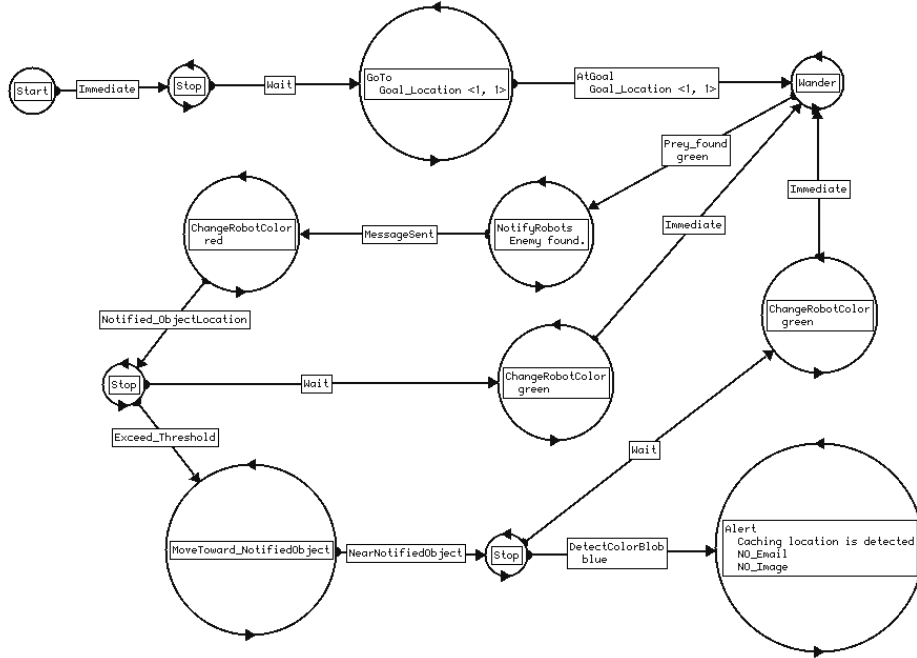 Start
Immediate
Stop
Wait
GoTo
Goal_Location <1, 1>
AtGoal
Goal_Location <1, 1>
Wander
Prey_found
green
Immediate
Immediate
NotifyRobots
Enemy found.
MessageSent
ChangeRobotColor
red
Notified_ObjectLocation
ChangeRobotColor
green
Stop
Wait
ChangeRobotColor
green
Exceed_Threshold
Wait
MoveToward_NotifiedObject
NearNotifiedObject
Stop
DetectColorBlob
blue
Alert
Caching location is detected
NO_Email
NO_Image